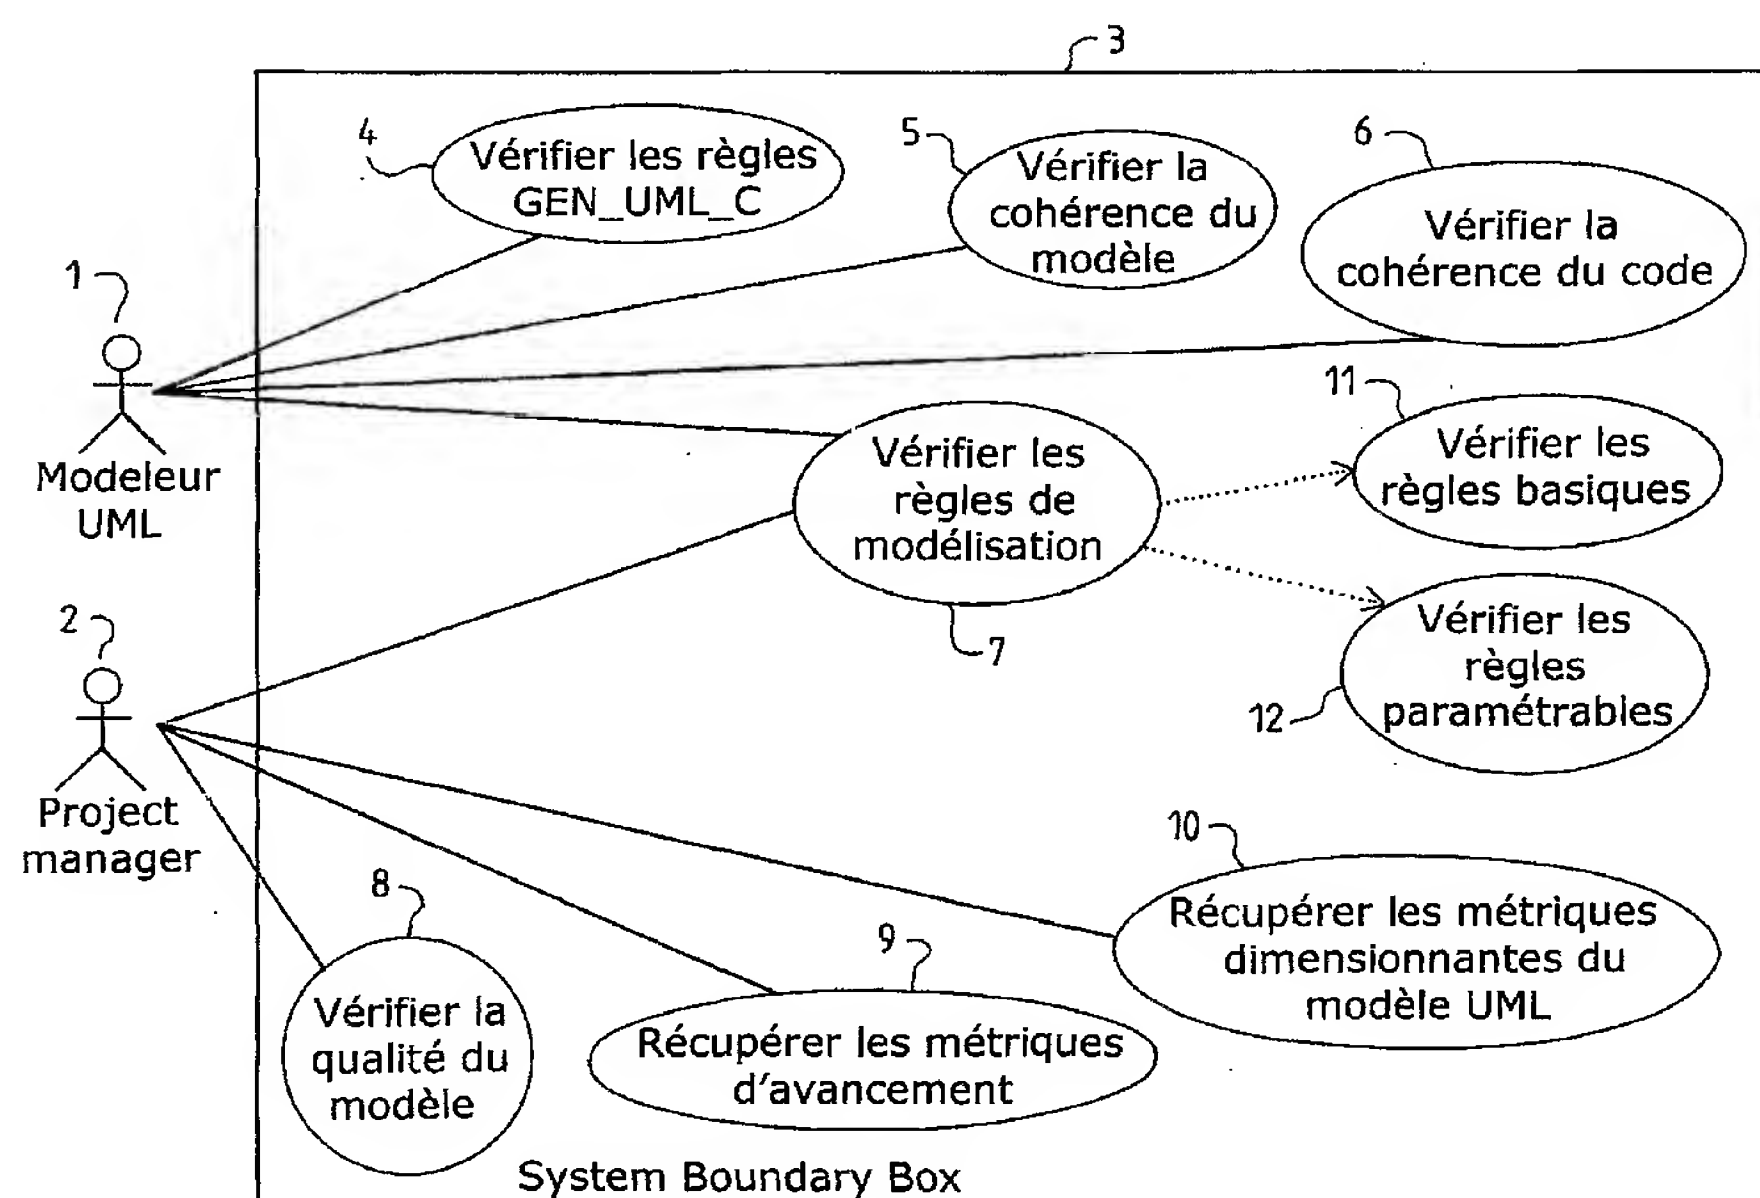 3
4
Vérifier les règles
GEN_UML_C
5
Vérifier la
cohérence du
modèle
6
Vérifier la
cohérence du code
1
Modeleur
UML
11
Vérifier les
règles basiques
Vérifier les
règles de
modélisation
7
2
Project
manager
Vérifier les
règles
paramétrables
12
10
Récupérer les métriques
dimensionnantes du
modèle UML
8
Vérifier la
qualité du
modèle
9
Récupérer les métriques
d'avancement
System Boundary Box